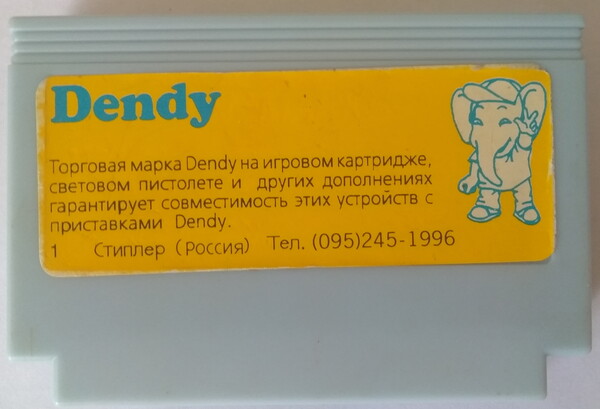 Dendy
Торговая марка Dendy на игровом картридже,
световом пистолете и других дополнениях
гарантирует совместимость этих устройств с
приставками Dendy.
1 Стиплер (Россия) Тел. (095)245-1996